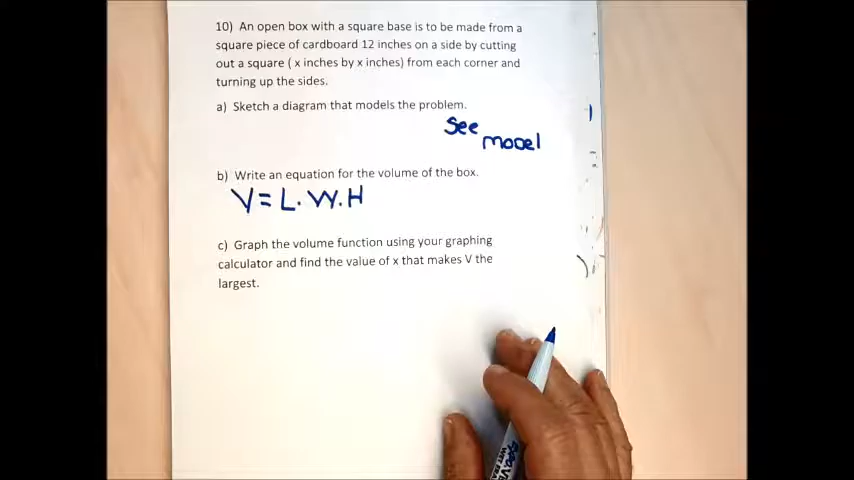 10) An open box with a square base is to be made from a
square piece of cardboard 12 inches on a side by cutting
out a square ( x inches by x inches) from each corner and
turning up the sides.
a) Sketch a diagram that models the problem.
See
model
b) Write an equation for the volume of the box.
V = L. W. H
c) Graph the volume function using your graphing
calculator and find the value of x that makes V the
largest.